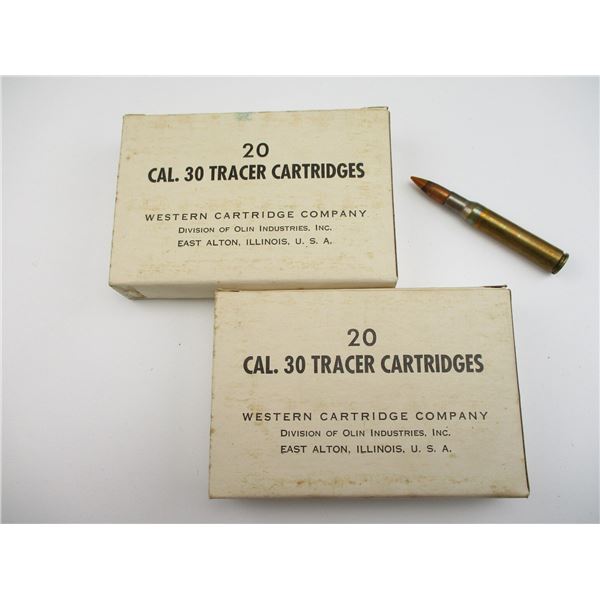 20
CAL. 30 TRACER CARTRIDGES
WESTERN CARTRIDGE COMPANY
DIVISION OF OLIN INDUSTRIES, INC.
EAST ALTON, ILLINOIS, U. S. A.
20
CAL. 30 TRACER CARTRIDGES
WESTERN CARTRIDGE COMPANY
DIVISION OF OLIN INDUSTRIES, INC.
EAST ALTON, ILLINOIS, U. S. A.